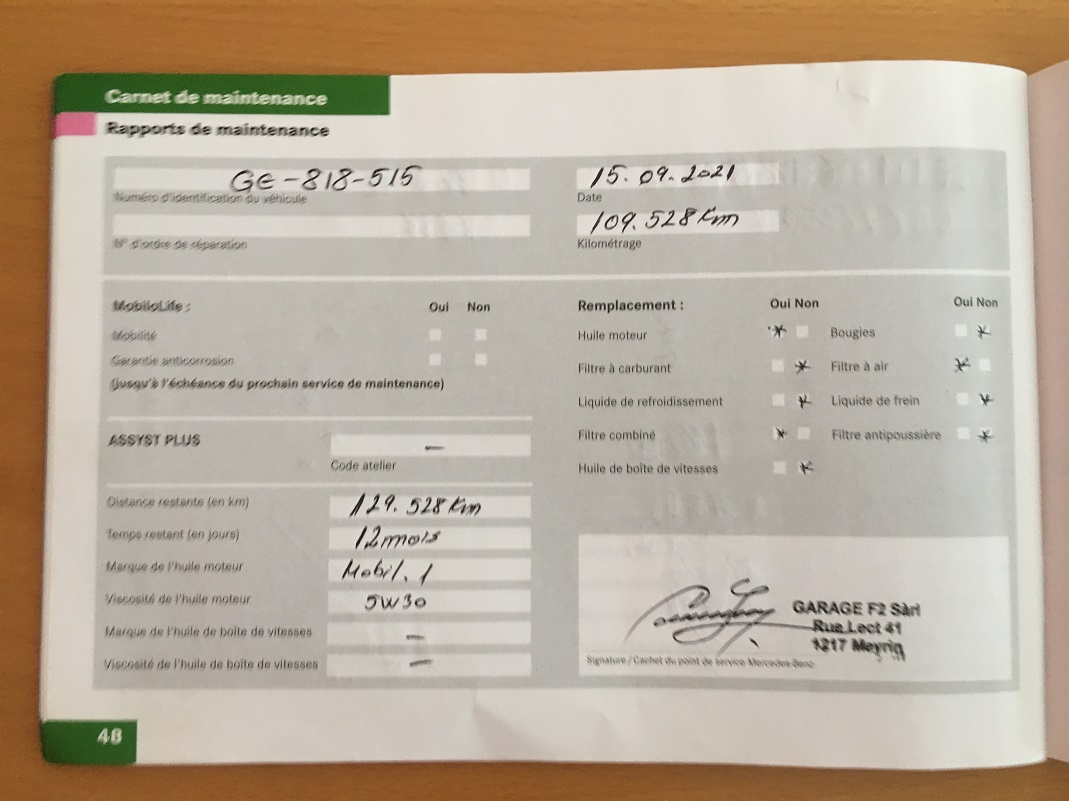 Carnet de maintenance
Rapports de maintenance
GE-818-515
Numéro d'identification du véhicule
15.09.2021
Date
N° d'ordre de réparation
109.528 Km
Kilométrage
MobiloLife : Oui Non
Mobilité
Garantie anticorrosion
(jusqu'à l'échéance du prochain service de maintenance)
ASSYST PLUS
—
Code atelier
Distance restante (en km) 129.528 Km
Temps restant (en jours) 12 mois
Marque de l'huile moteur Mobil. 1
Viscosité de l'huile moteur 5W30
Marque de l'huile de boîte de vitesses —
Viscosité de l'huile de boîte de vitesses —
Remplacement : Oui Non Oui Non
Huile moteur Bougies
Filtre à carburant Filtre à air
Liquide de refroidissement Liquide de frein
Filtre combiné Filtre antipoussière
Huile de boîte de vitesses
GARAGE F2 Sàrl
Rue Lect 41
1217 Meyrin
Signature / Cachet du point de service Mercedes-Benz
48